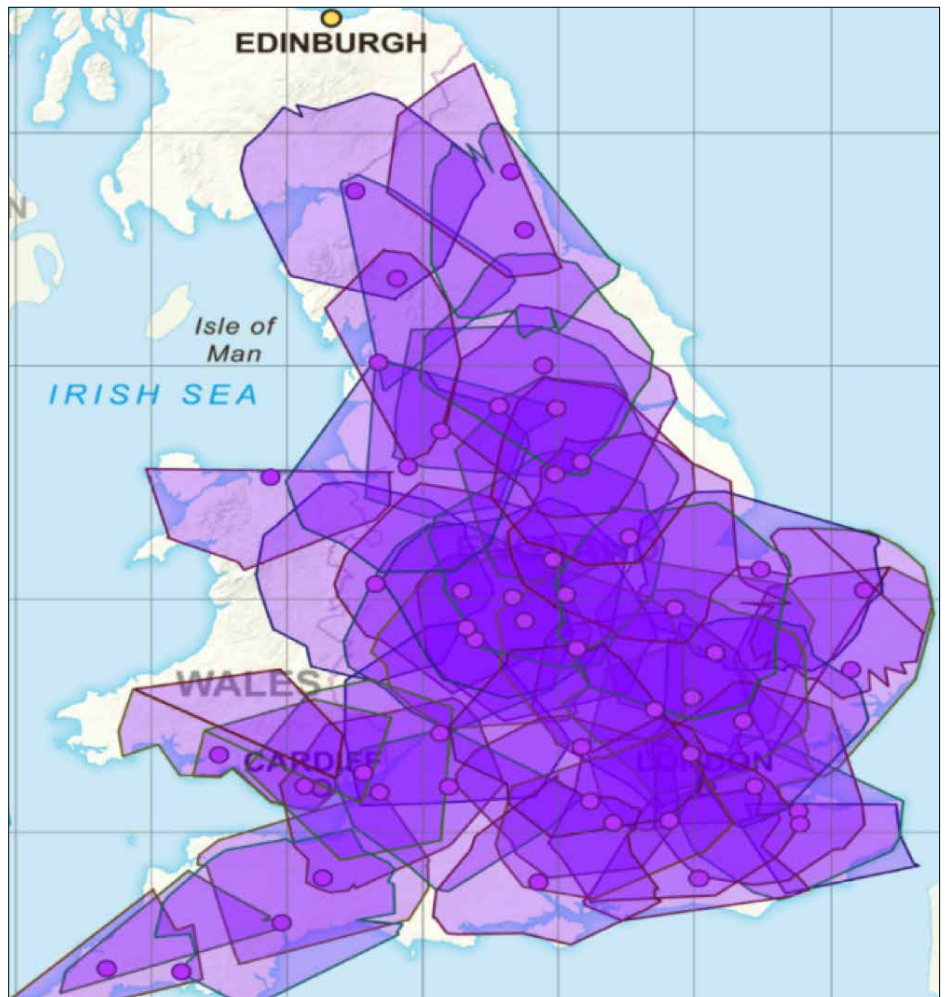 EDINBURGH
N
Isle of
Man
IRISH SEA
WALES
CARDIFF
LONDON